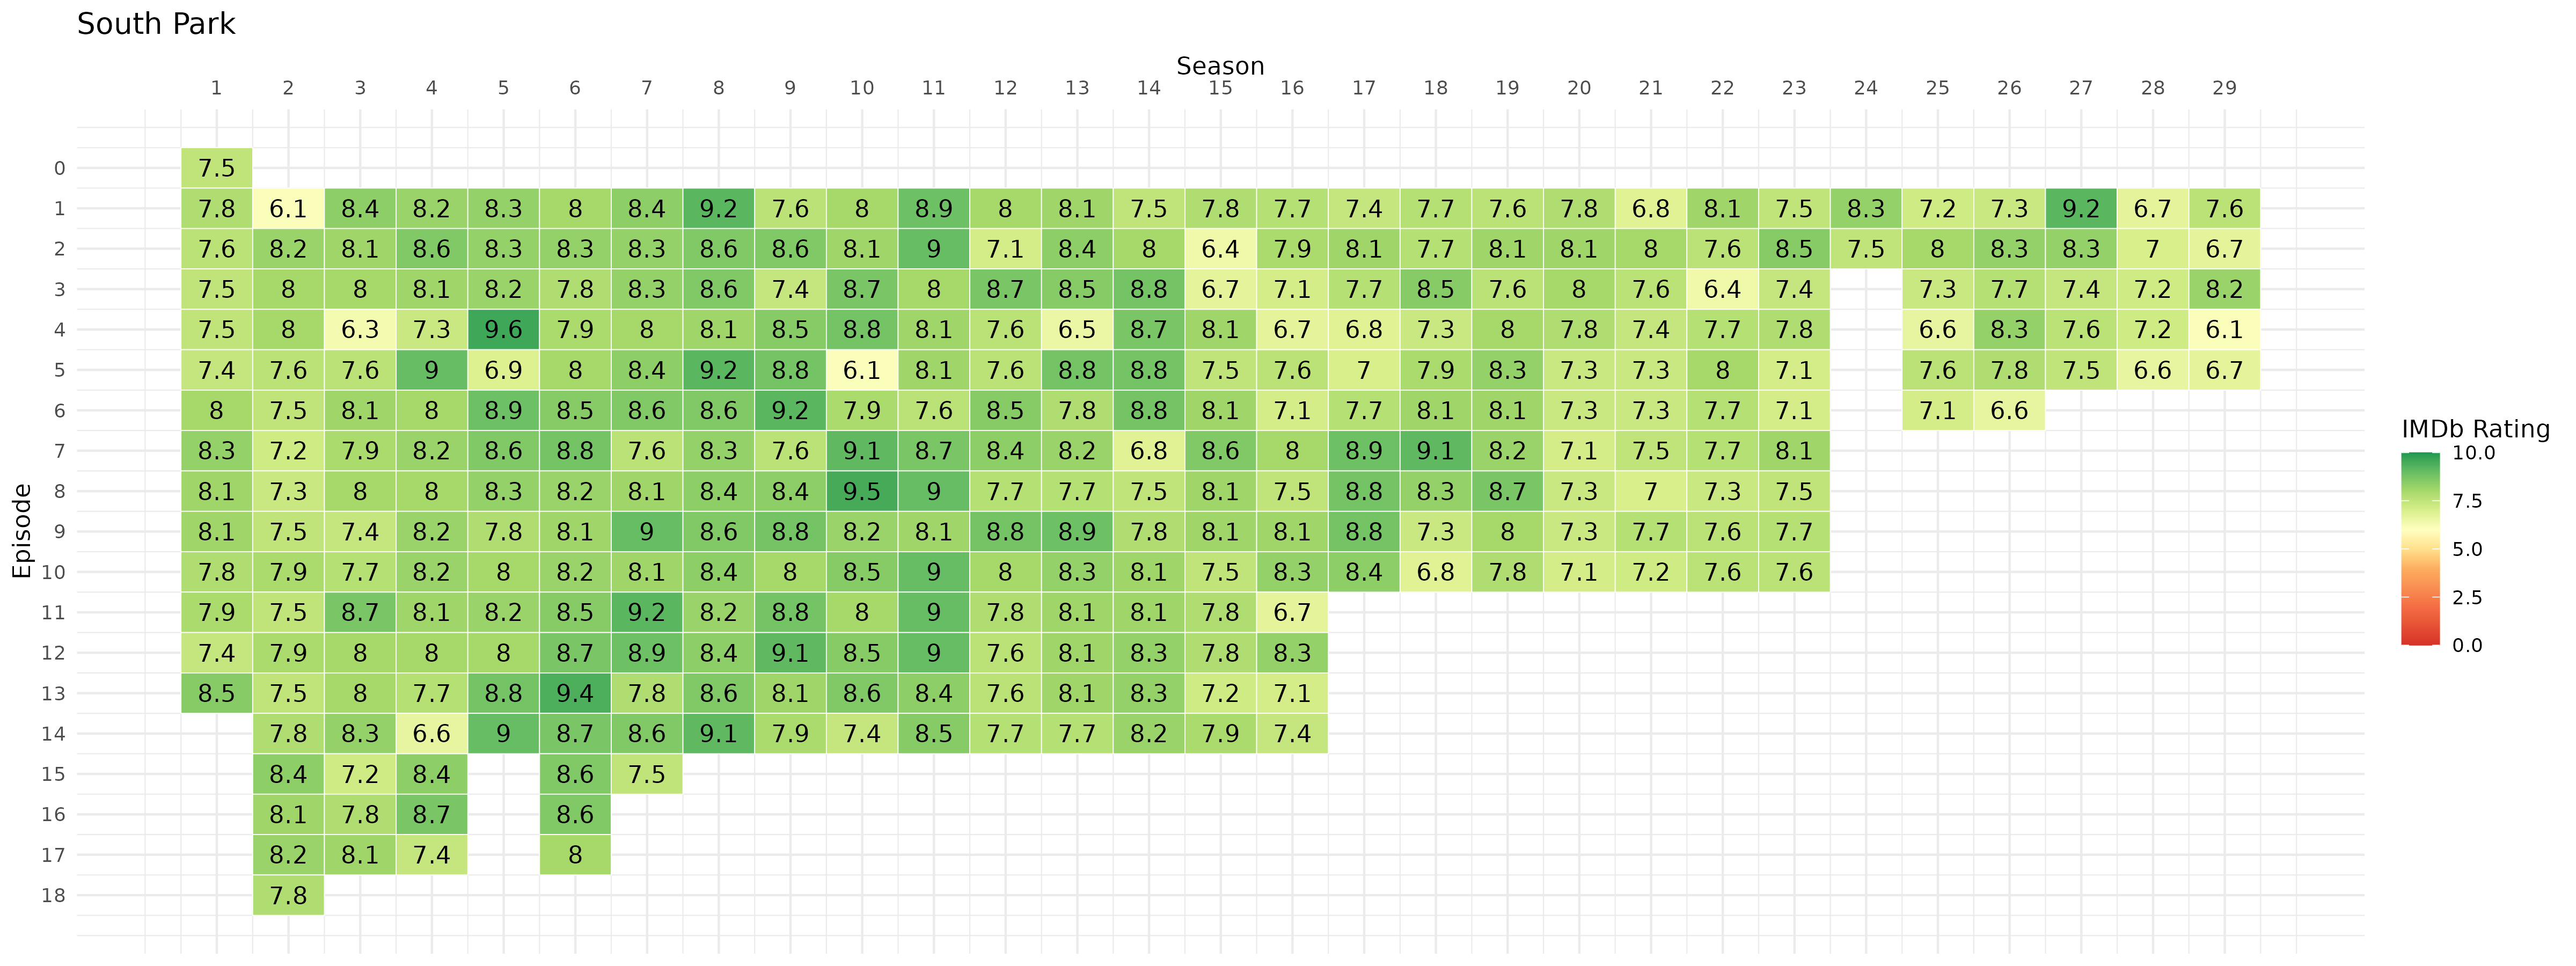 South Park
Season
1 2 3 4 5 6 7 8 9 10 11 12 13 14 15 16 17 18 19 20 21 22 23 24 25 26 27 28 29
0 7.5
1 7.8 6.1 8.4 8.2 8.3 8 8.4 9.2 7.6 8 8.9 8 8.1 7.5 7.8 7.7 7.4 7.7 7.6 7.8 6.8 8.1 7.5 8.3 7.2 7.3 9.2 6.7 7.6
2 7.6 8.2 8.1 8.6 8.3 8.3 8.3 8.6 8.6 8.1 9 7.1 8.4 8 6.4 7.9 8.1 7.7 8.1 8.1 8 7.6 8.5 7.5 8 8.3 8.3 7 6.7
3 7.5 8 8 8.1 8.2 7.8 8.3 8.6 7.4 8.7 8 8.7 8.5 8.8 6.7 7.1 7.7 8.5 7.6 8 7.6 6.4 7.4 7.3 7.7 7.4 7.2 8.2
4 7.5 8 6.3 7.3 9.6 7.9 8 8.1 8.5 8.8 8.1 7.6 6.5 8.7 8.1 6.7 6.8 7.3 8 7.8 7.4 7.7 7.8 6.6 8.3 7.6 7.2 6.1
5 7.4 7.6 7.6 9 6.9 8 8.4 9.2 8.8 6.1 8.1 7.6 8.8 8.8 7.5 7.6 7 7.9 8.3 7.3 7.3 8 7.1 7.6 7.8 7.5 6.6 6.7
6 8 7.5 8.1 8 8.9 8.5 8.6 8.6 9.2 7.9 7.6 8.5 7.8 8.8 8.1 7.1 7.7 8.1 8.1 7.3 7.3 7.7 7.1 7.1 6.6
7 8.3 7.2 7.9 8.2 8.6 8.8 7.6 8.3 7.6 9.1 8.7 8.4 8.2 6.8 8.6 8 8.9 9.1 8.2 7.1 7.5 7.7 8.1
8 8.1 7.3 8 8 8.3 8.2 8.1 8.4 8.4 9.5 9 7.7 7.7 7.5 8.1 7.5 8.8 8.3 8.7 7.3 7 7.3 7.5
9 8.1 7.5 7.4 8.2 7.8 8.1 9 8.6 8.8 8.2 8.1 8.8 8.9 7.8 8.1 8.1 8.8 7.3 8 7.3 7.7 7.6 7.7
10 7.8 7.9 7.7 8.2 8 8.2 8.1 8.4 8 8.5 9 8 8.3 8.1 7.5 8.3 8.4 6.8 7.8 7.1 7.2 7.6 7.6
11 7.9 7.5 8.7 8.1 8.2 8.5 9.2 8.2 8.8 8 9 7.8 8.1 8.1 7.8 6.7
12 7.4 7.9 8 8 8 8.7 8.9 8.4 9.1 8.5 9 7.6 8.1 8.3 7.8 8.3
13 8.5 7.5 8 7.7 8.8 9.4 7.8 8.6 8.1 8.6 8.4 7.6 8.1 8.3 7.2 7.1
14 7.8 8.3 6.6 9 8.7 8.6 9.1 7.9 7.4 8.5 7.7 7.7 8.2 7.9 7.4
15 8.4 7.2 8.4 8.6 7.5
16 8.1 7.8 8.7 8.6
17 8.2 8.1 7.4 8
18 7.8
Episode
IMDb Rating
10.0
7.5
5.0
2.5
0.0